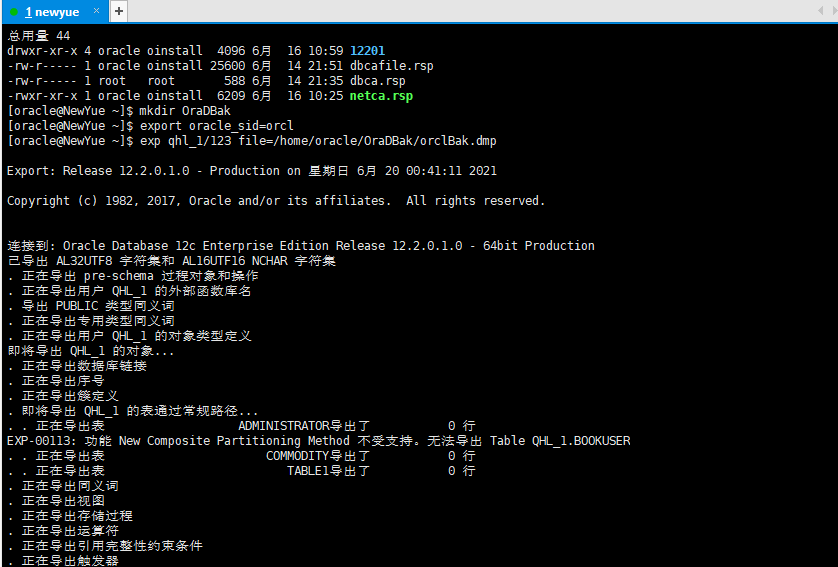 1 newyue × +
总用量 44
drwxr-xr-x 4 oracle oinstall  4096 6月  16 10:59 12201
-rw-r----- 1 oracle oinstall 25600 6月  14 21:51 dbcafile.rsp
-rw-r----- 1 root   root       588 6月  14 21:35 dbca.rsp
-rwxr-xr-x 1 oracle oinstall  6209 6月  16 10:25 netca.rsp
[oracle@NewYue ~]$ mkdir OraDBak
[oracle@NewYue ~]$ export oracle_sid=orcl
[oracle@NewYue ~]$ exp qhl_1/123 file=/home/oracle/OraDBak/orclBak.dmp
Export: Release 12.2.0.1.0 - Production on 星期日 6月 20 00:41:11 2021
Copyright (c) 1982, 2017, Oracle and/or its affiliates.  All rights reserved.
连接到: Oracle Database 12c Enterprise Edition Release 12.2.0.1.0 - 64bit Production
已导出 AL32UTF8 字符集和 AL16UTF16 NCHAR 字符集
. 正在导出 pre-schema 过程对象和操作
. 正在导出用户 QHL_1 的外部函数库名
. 导出 PUBLIC 类型同义词
. 正在导出专用类型同义词
. 正在导出用户 QHL_1 的对象类型定义
即将导出 QHL_1 的对象...
. 正在导出数据库链接
. 正在导出序号
. 正在导出簇定义
. 即将导出 QHL_1 的表通过常规路径...
. . 正在导出表                   ADMINISTRATOR导出了           0 行
EXP-00113: 功能 New Composite Partitioning Method 不受支持。无法导出 Table QHL_1.BOOKUSER
. . 正在导出表                       COMMODITY导出了           0 行
. . 正在导出表                          TABLE1导出了           0 行
. 正在导出同义词
. 正在导出视图
. 正在导出存储过程
. 正在导出运算符
. 正在导出引用完整性约束条件
. 正在导出触发器